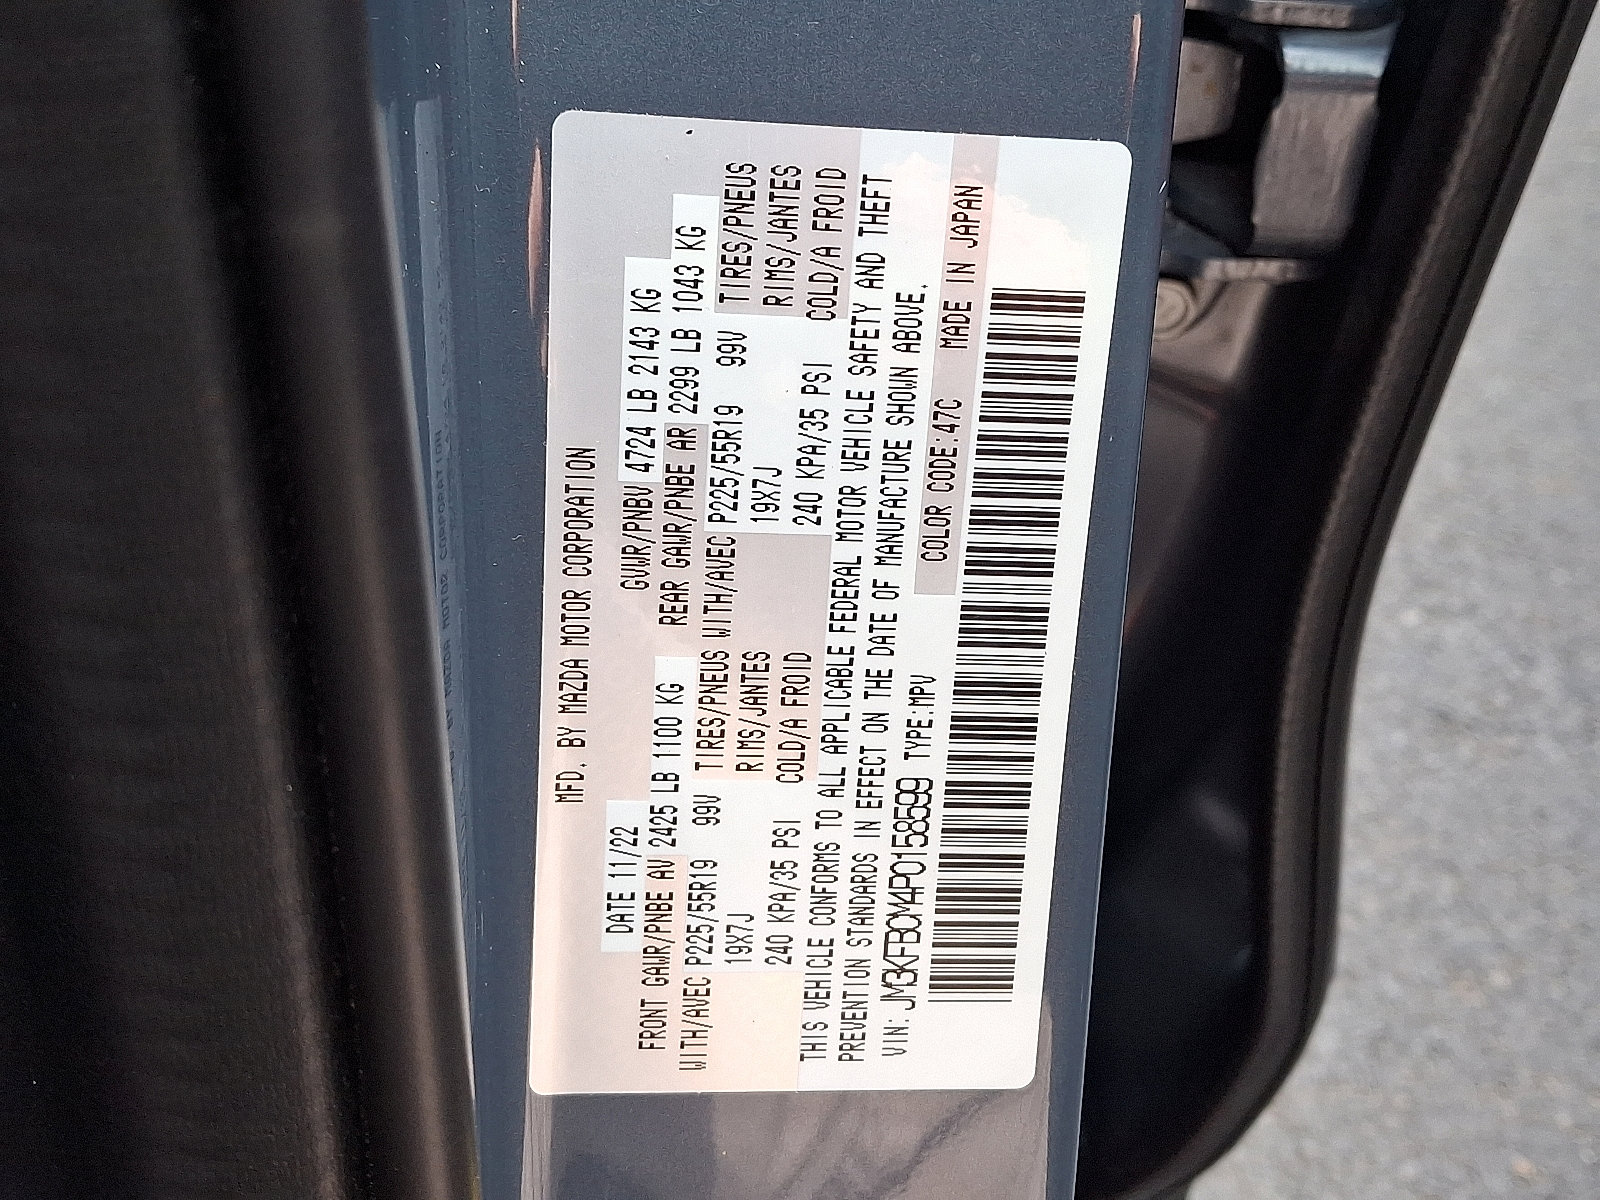 MFD. BY MAZDA MOTOR CORPORATION
DATE 11/22 GVWR/PNBV 4724 LB 2143 KG
FRONT GAWR/PNBE AV 2425 LB 1100 KG REAR GAWR/PNBE AR 2299 LB 1043 KG
WITH/AVEC P225/55R19 99V TIRES/PNEUS WITH/AVEC P225/55R19 99V TIRES/PNEUS
19X7J RIMS/JANTES 19X7J RIMS/JANTES
240 KPA/35 PSI COLD/A FROID 240 KPA/35 PSI COLD/A FROID
THIS VEHICLE CONFORMS TO ALL APPLICABLE FEDERAL MOTOR VEHICLE SAFETY AND THEFT
PREVENTION STANDARDS IN EFFECT ON THE DATE OF MANUFACTURE SHOWN ABOVE.
VIN: JM3KFBCM4P0158599 TYPE:MPV COLOR CODE:47C MADE IN JAPAN